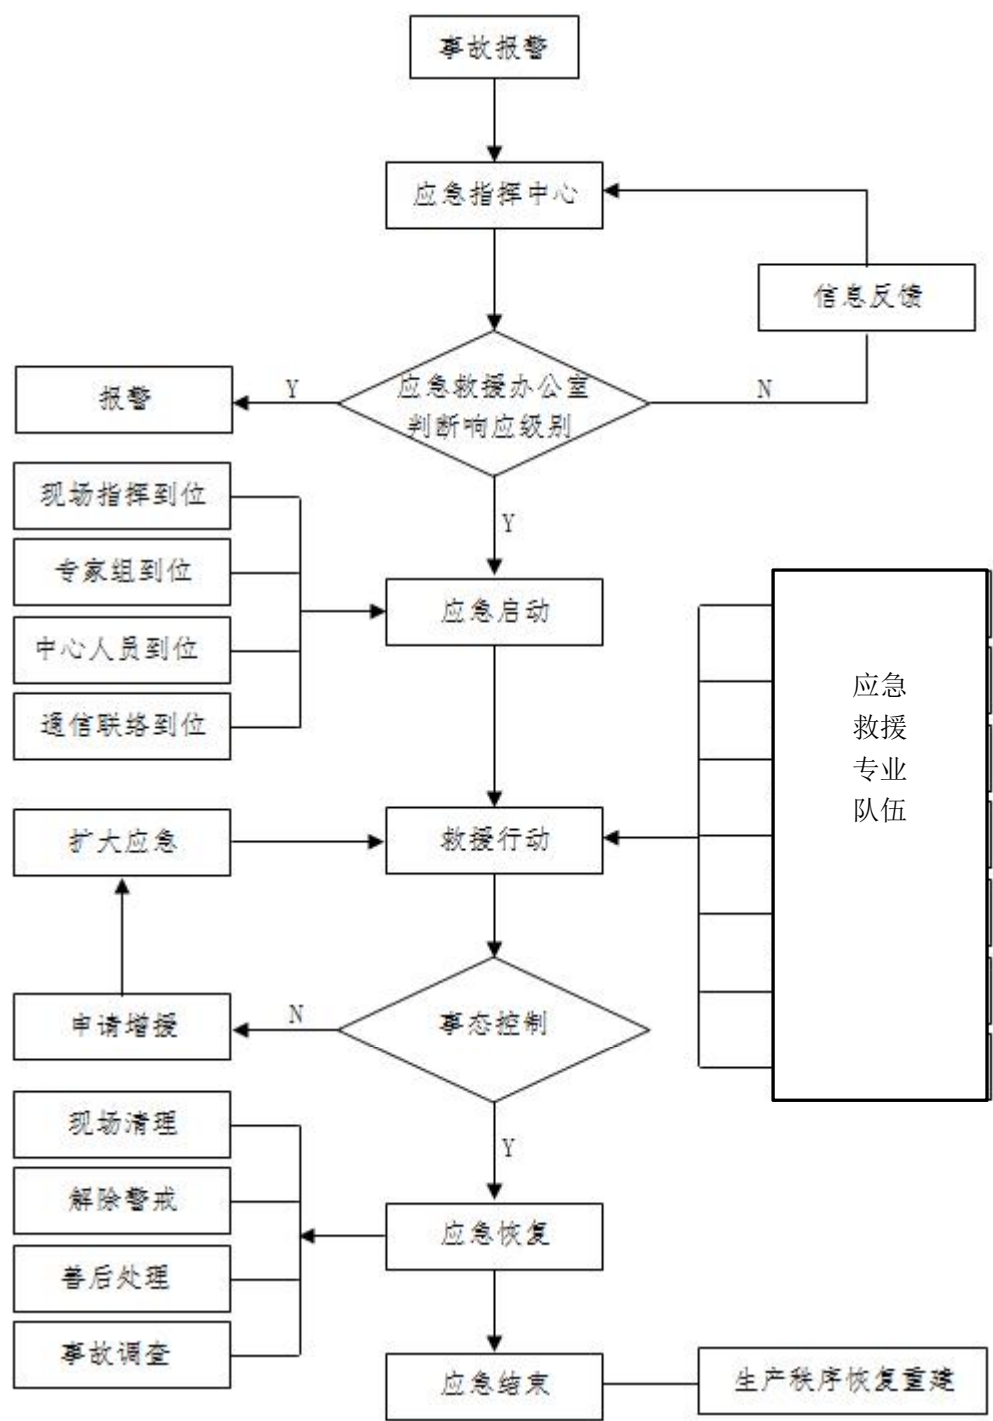 事故报警
应急指挥中心
信息反馈
报警
Y
应急救援办公室
判断响应级别
N
现场指挥到位
Y
专家组到位
应急启动
中心人员到位
通信联络到位
应急
救援
专业
队伍
扩大应急
救援行动
申请增援
N
事态控制
现场清理
Y
解除警戒
应急恢复
善后处理
事故调查
应急结束
生产秩序恢复重建